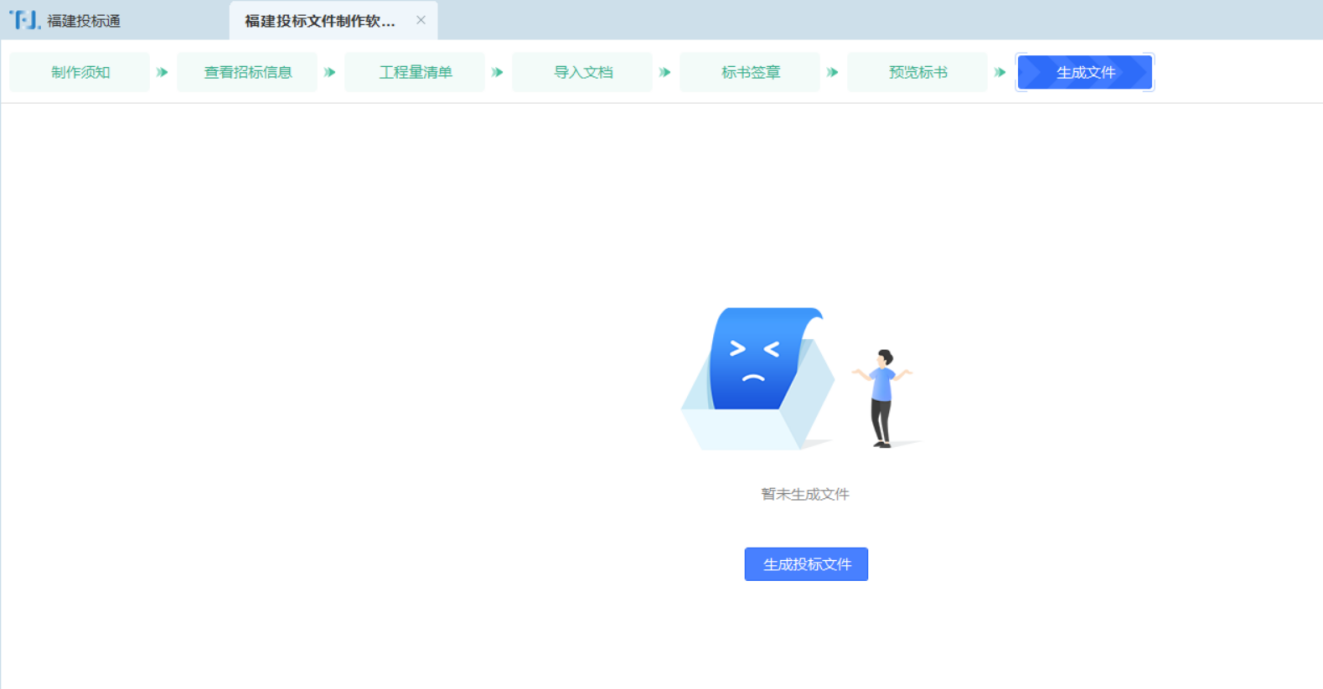 福建投标通
福建投标文件制作软...
制作须知
查看招标信息
工程量清单
导入文档
标书签章
预览标书
生成文件
暂未生成文件
生成投标文件